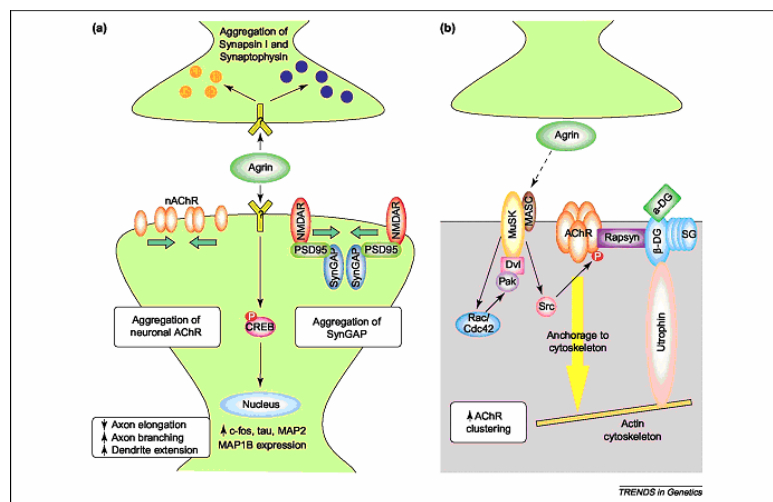 (a)
Aggregation of
Synapsin I and
Synaptophysin
Agrin
nAChR
NMDAR
NMDAR
PSD95
PSD95
SynGAP
SynGAP
Aggregation of
neuronal AChR
P
CREB
Aggregation of
SynGAP
Nucleus
Axon elongation
Axon branching
Dendrite extension
c-fos, tau, MAP2
MAP1B expression
(b)
Agrin
MuSK
MASC
AChR
Rapsyn
a-DG
β-DG
SG
P
Dvl
Pak
Src
Rac/
Cdc42
Anchorage to
cytoskeleton
Utrophin
AChR
clustering
Actin
cytoskeleton
TRENDS in Genetics